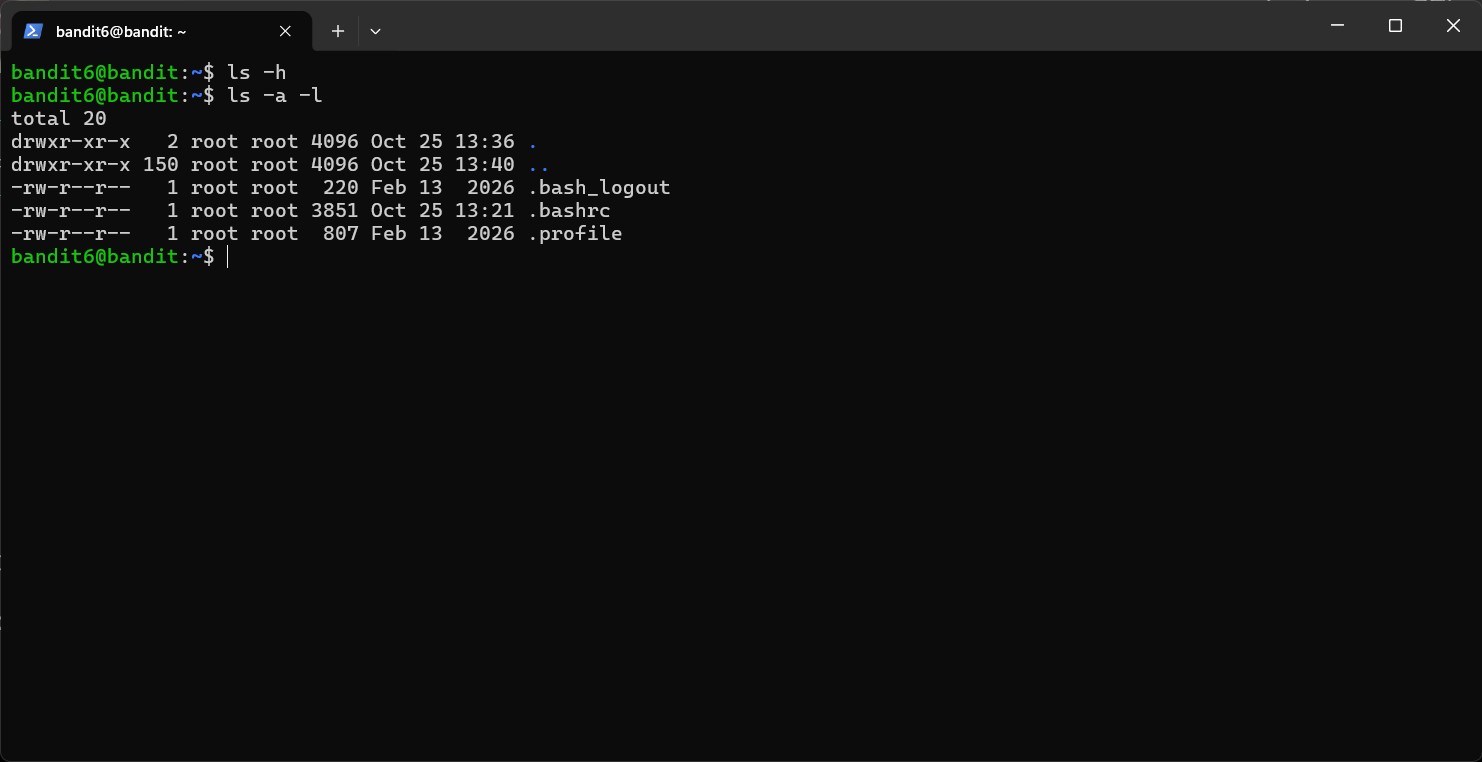 bandit6@bandit: ~
bandit6@bandit:~$ ls -h
bandit6@bandit:~$ ls -a -l
total 20
drwxr-xr-x   2 root root 4096 Oct 25 13:36 .
drwxr-xr-x 150 root root 4096 Oct 25 13:40 ..
-rw-r--r--   1 root root  220 Feb 13  2026 .bash_logout
-rw-r--r--   1 root root 3851 Oct 25 13:21 .bashrc
-rw-r--r--   1 root root  807 Feb 13  2026 .profile
bandit6@bandit:~$